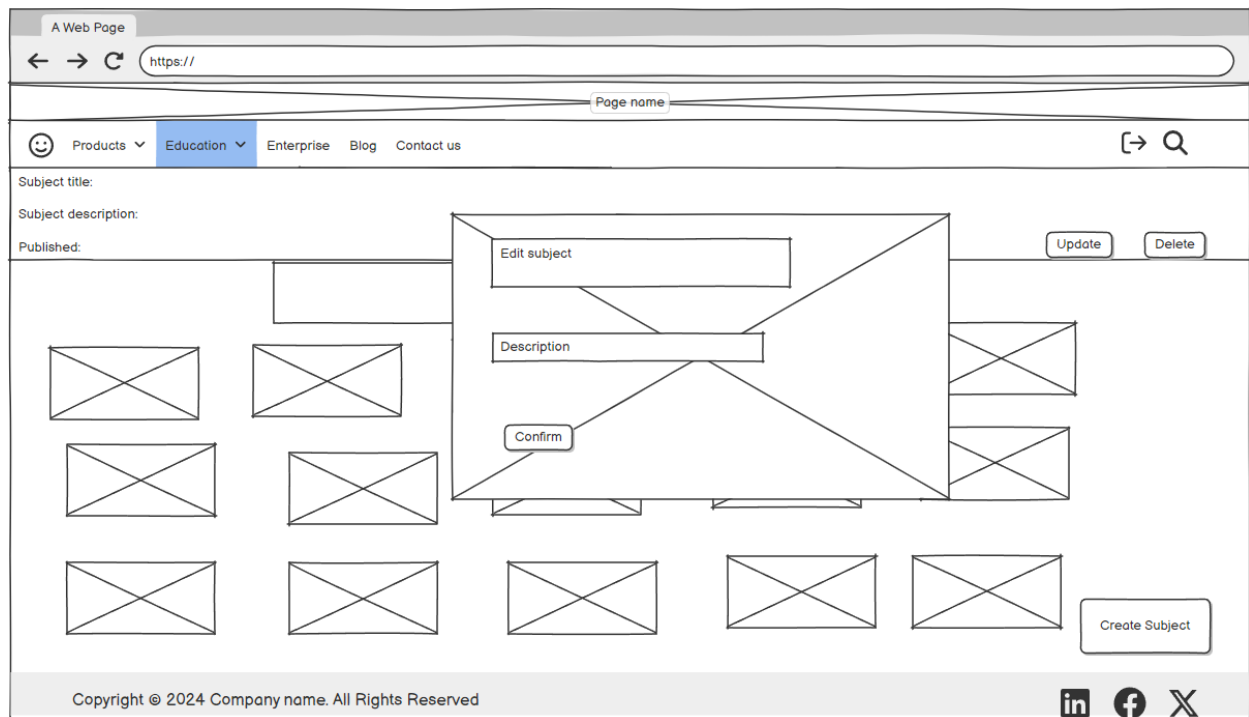 A Web Page
https://
Page name
Products Education Enterprise Blog Contact us
Subject title:
Subject description:
Published:
Update Delete
Edit subject
Description
Confirm
Create Subject
Copyright © 2024 Company name. All Rights Reserved